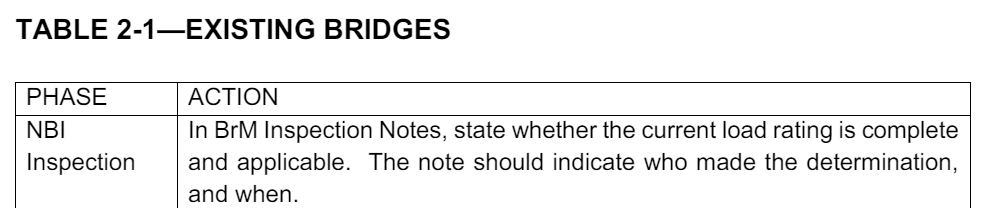 TABLE 2-1—EXISTING BRIDGES
PHASE ACTION
NBI Inspection
In BrM Inspection Notes, state whether the current load rating is complete
and applicable. The note should indicate who made the determination,
and when.